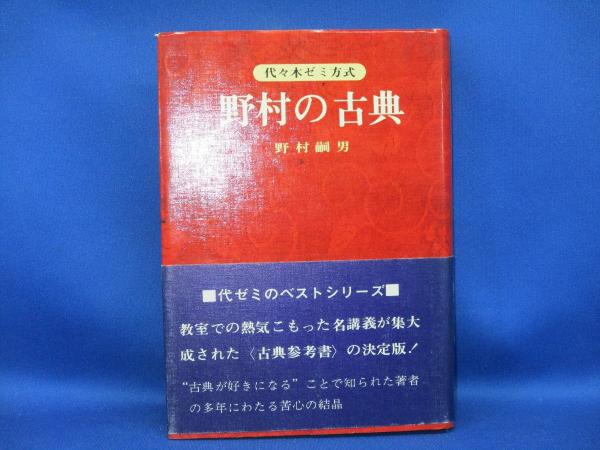 代々木ゼミ方式
野村の古典
野村嗣男
■代ゼミのベストシリーズ■
教室での熱気こもった名講義が集大
成された〈古典参考書〉の決定版！
“古典が好きになる”ことで知られた著者
の多年にわたる苦心の結晶